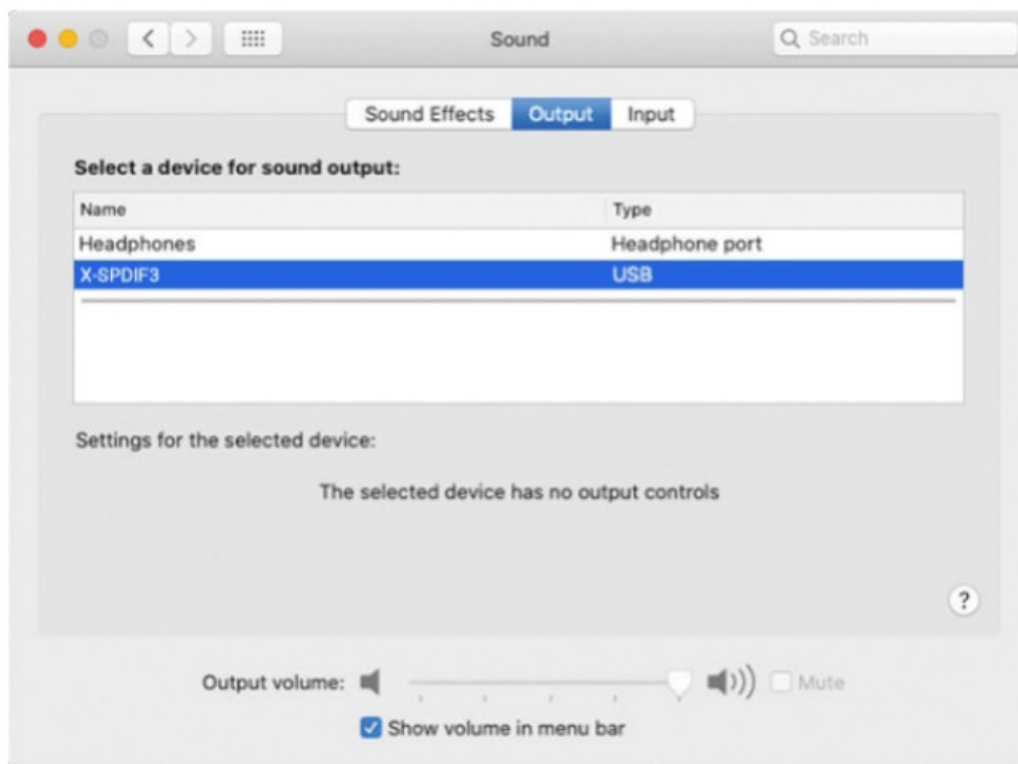 Sound
Search
Sound Effects Output Input
Select a device for sound output:
Name Type
Headphones Headphone port
X-SPDIF3 USB
Settings for the selected device:
The selected device has no output controls
?
Output volume: Mute
Show volume in menu bar